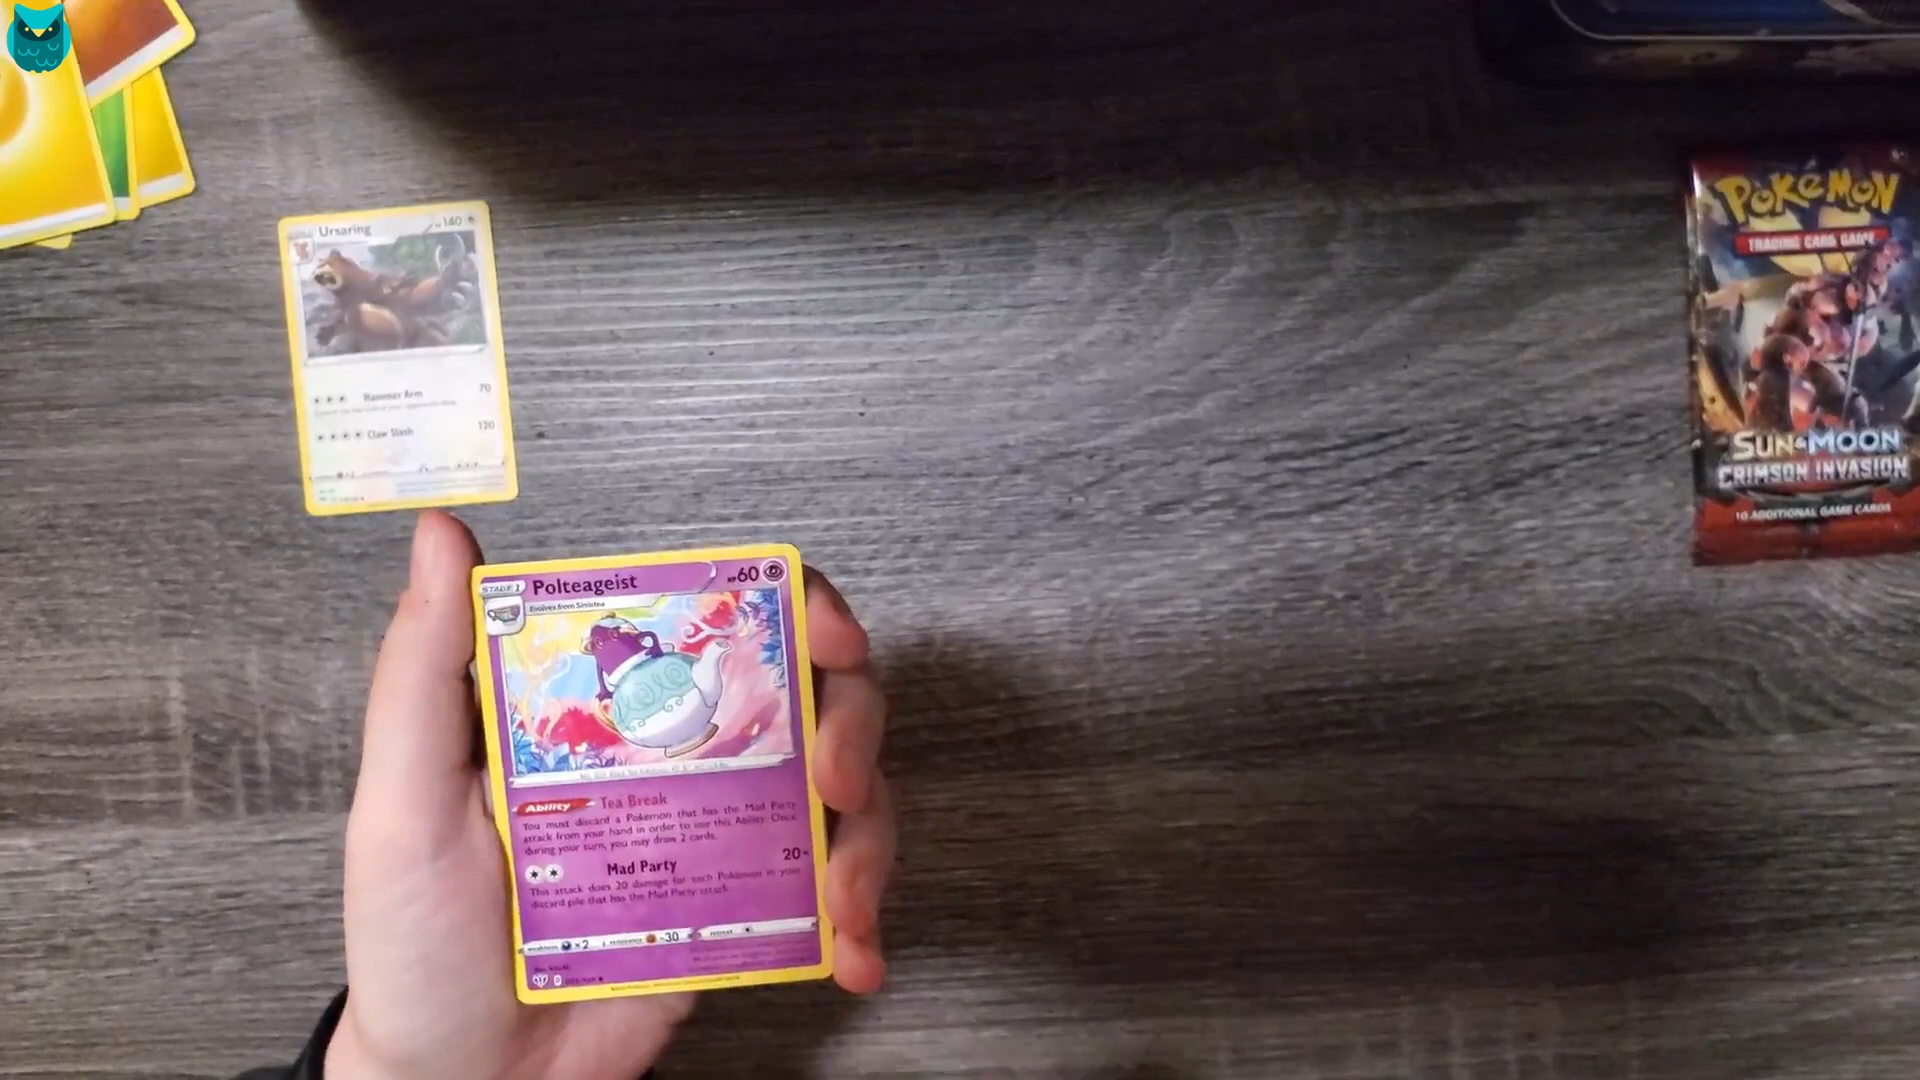 Ursaring
140
Hammer Arm 70
Claw Slash 120
POKéMON
TRADING CARD GAME
SUN & MOON
CRIMSON INVASION
10 ADDITIONAL GAME CARDS
STAGE 1 Polteageist HP60
Evolves from Sinistea
Ability Tea Break
You must discard a Pokémon that has the Mad Party
attack from your hand in order to use this Ability. Once
during your turn, you may draw 2 cards.
Mad Party 20×
This attack does 20 damage for each Pokémon in your
discard pile that has the Mad Party attack.
weakness ×2 resistance -30 retreat